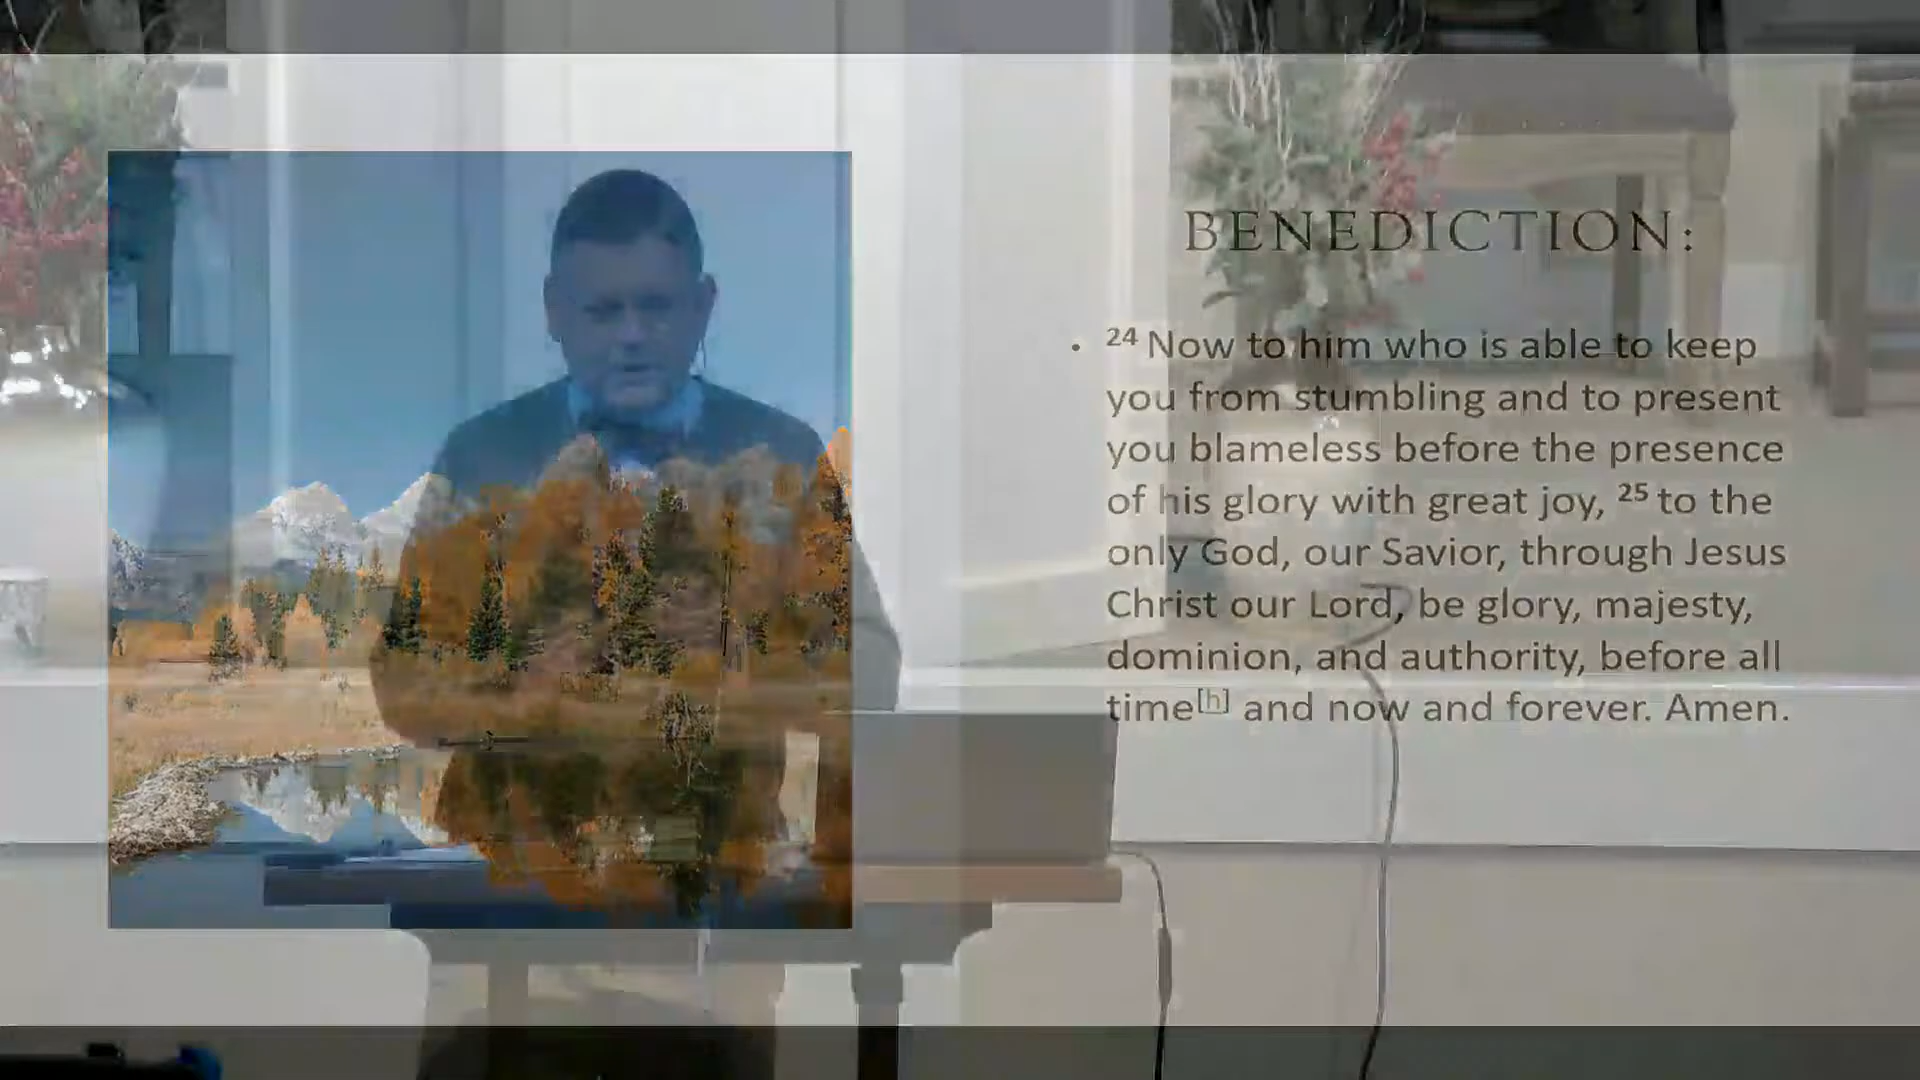 BENEDICTION:
• 24 Now to him who is able to keep
you from stumbling and to present
you blameless before the presence
of his glory with great joy, 25 to the
only God, our Savior, through Jesus
Christ our Lord, be glory, majesty,
dominion, and authority, before all
time[h] and now and forever. Amen.